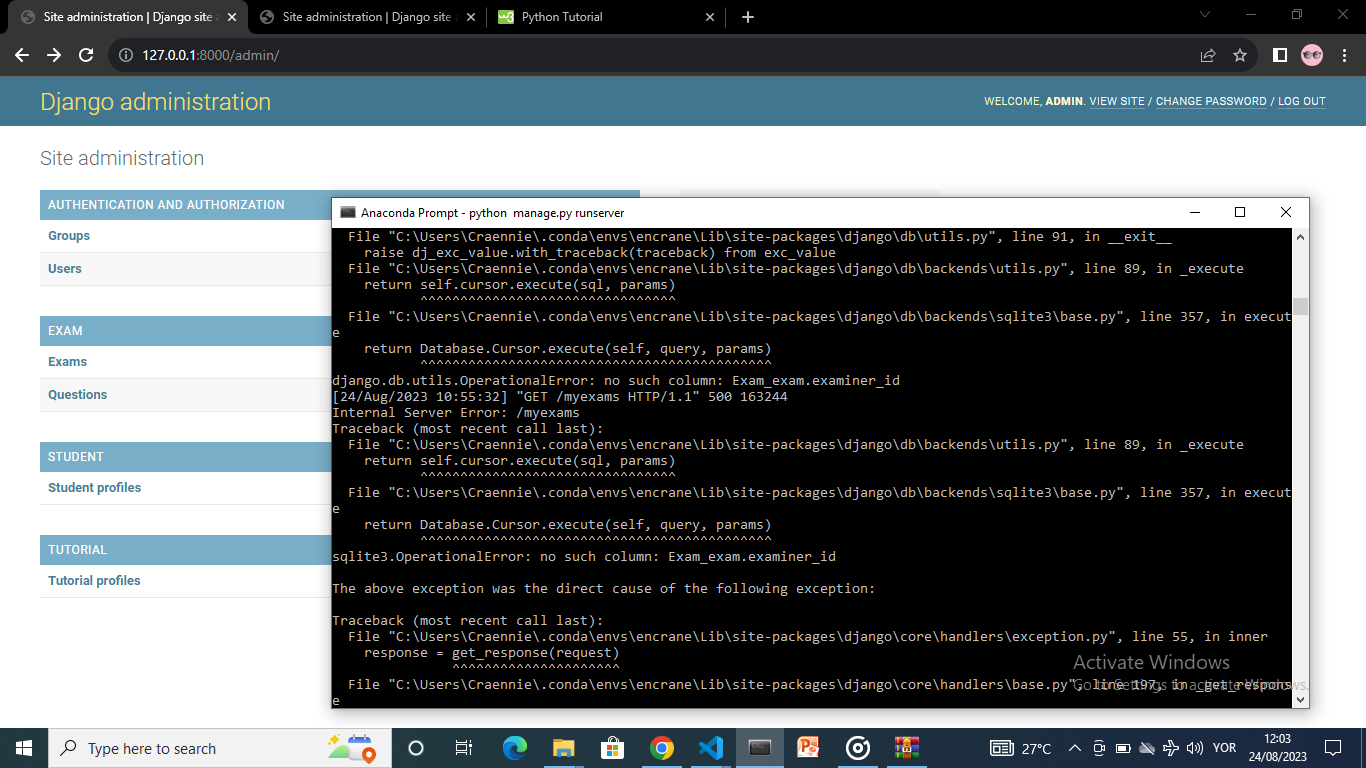 Site administration | Django site a
Site administration | Django site
Python Tutorial
127.0.0.1:8000/admin/
Django administration
WELCOME, ADMIN. VIEW SITE / CHANGE PASSWORD / LOG OUT
Site administration
AUTHENTICATION AND AUTHORIZATION
Groups
Users
EXAM
Exams
Questions
STUDENT
Student profiles
TUTORIAL
Tutorial profiles
Anaconda Prompt - python  manage.py runserver
File "C:\Users\Craennie\.conda\envs\encrane\Lib\site-packages\django\db\utils.py", line 91, in __exit__
raise dj_exc_value.with_traceback(traceback) from exc_value
File "C:\Users\Craennie\.conda\envs\encrane\Lib\site-packages\django\db\backends\utils.py", line 89, in _execute
return self.cursor.execute(sql, params)
^^^^^^^^^^^^^^^^^^^^^^^^^^^^^^^^
File "C:\Users\Craennie\.conda\envs\encrane\Lib\site-packages\django\db\backends\sqlite3\base.py", line 357, in execut
e
return Database.Cursor.execute(self, query, params)
^^^^^^^^^^^^^^^^^^^^^^^^^^^^^^^^^^^^^^^^^^^^
django.db.utils.OperationalError: no such column: Exam_exam.examiner_id
[24/Aug/2023 10:55:32] "GET /myexams HTTP/1.1" 500 163244
Internal Server Error: /myexams
Traceback (most recent call last):
File "C:\Users\Craennie\.conda\envs\encrane\Lib\site-packages\django\db\backends\utils.py", line 89, in _execute
return self.cursor.execute(sql, params)
^^^^^^^^^^^^^^^^^^^^^^^^^^^^^^^^
File "C:\Users\Craennie\.conda\envs\encrane\Lib\site-packages\django\db\backends\sqlite3\base.py", line 357, in execut
e
return Database.Cursor.execute(self, query, params)
^^^^^^^^^^^^^^^^^^^^^^^^^^^^^^^^^^^^^^^^^^^^
sqlite3.OperationalError: no such column: Exam_exam.examiner_id
The above exception was the direct cause of the following exception:
Traceback (most recent call last):
File "C:\Users\Craennie\.conda\envs\encrane\Lib\site-packages\django\core\handlers\exception.py", line 55, in inner
response = get_response(request)
^^^^^^^^^^^^^^^^^^^^^
File "C:\Users\Craennie\.conda\envs\encrane\Lib\site-packages\django\core\handlers\base.py", line 197, in _get_respons
e
Activate Windows
Go to Settings to activate Windows.
Type here to search
27°C
YOR
12:03
24/08/2023